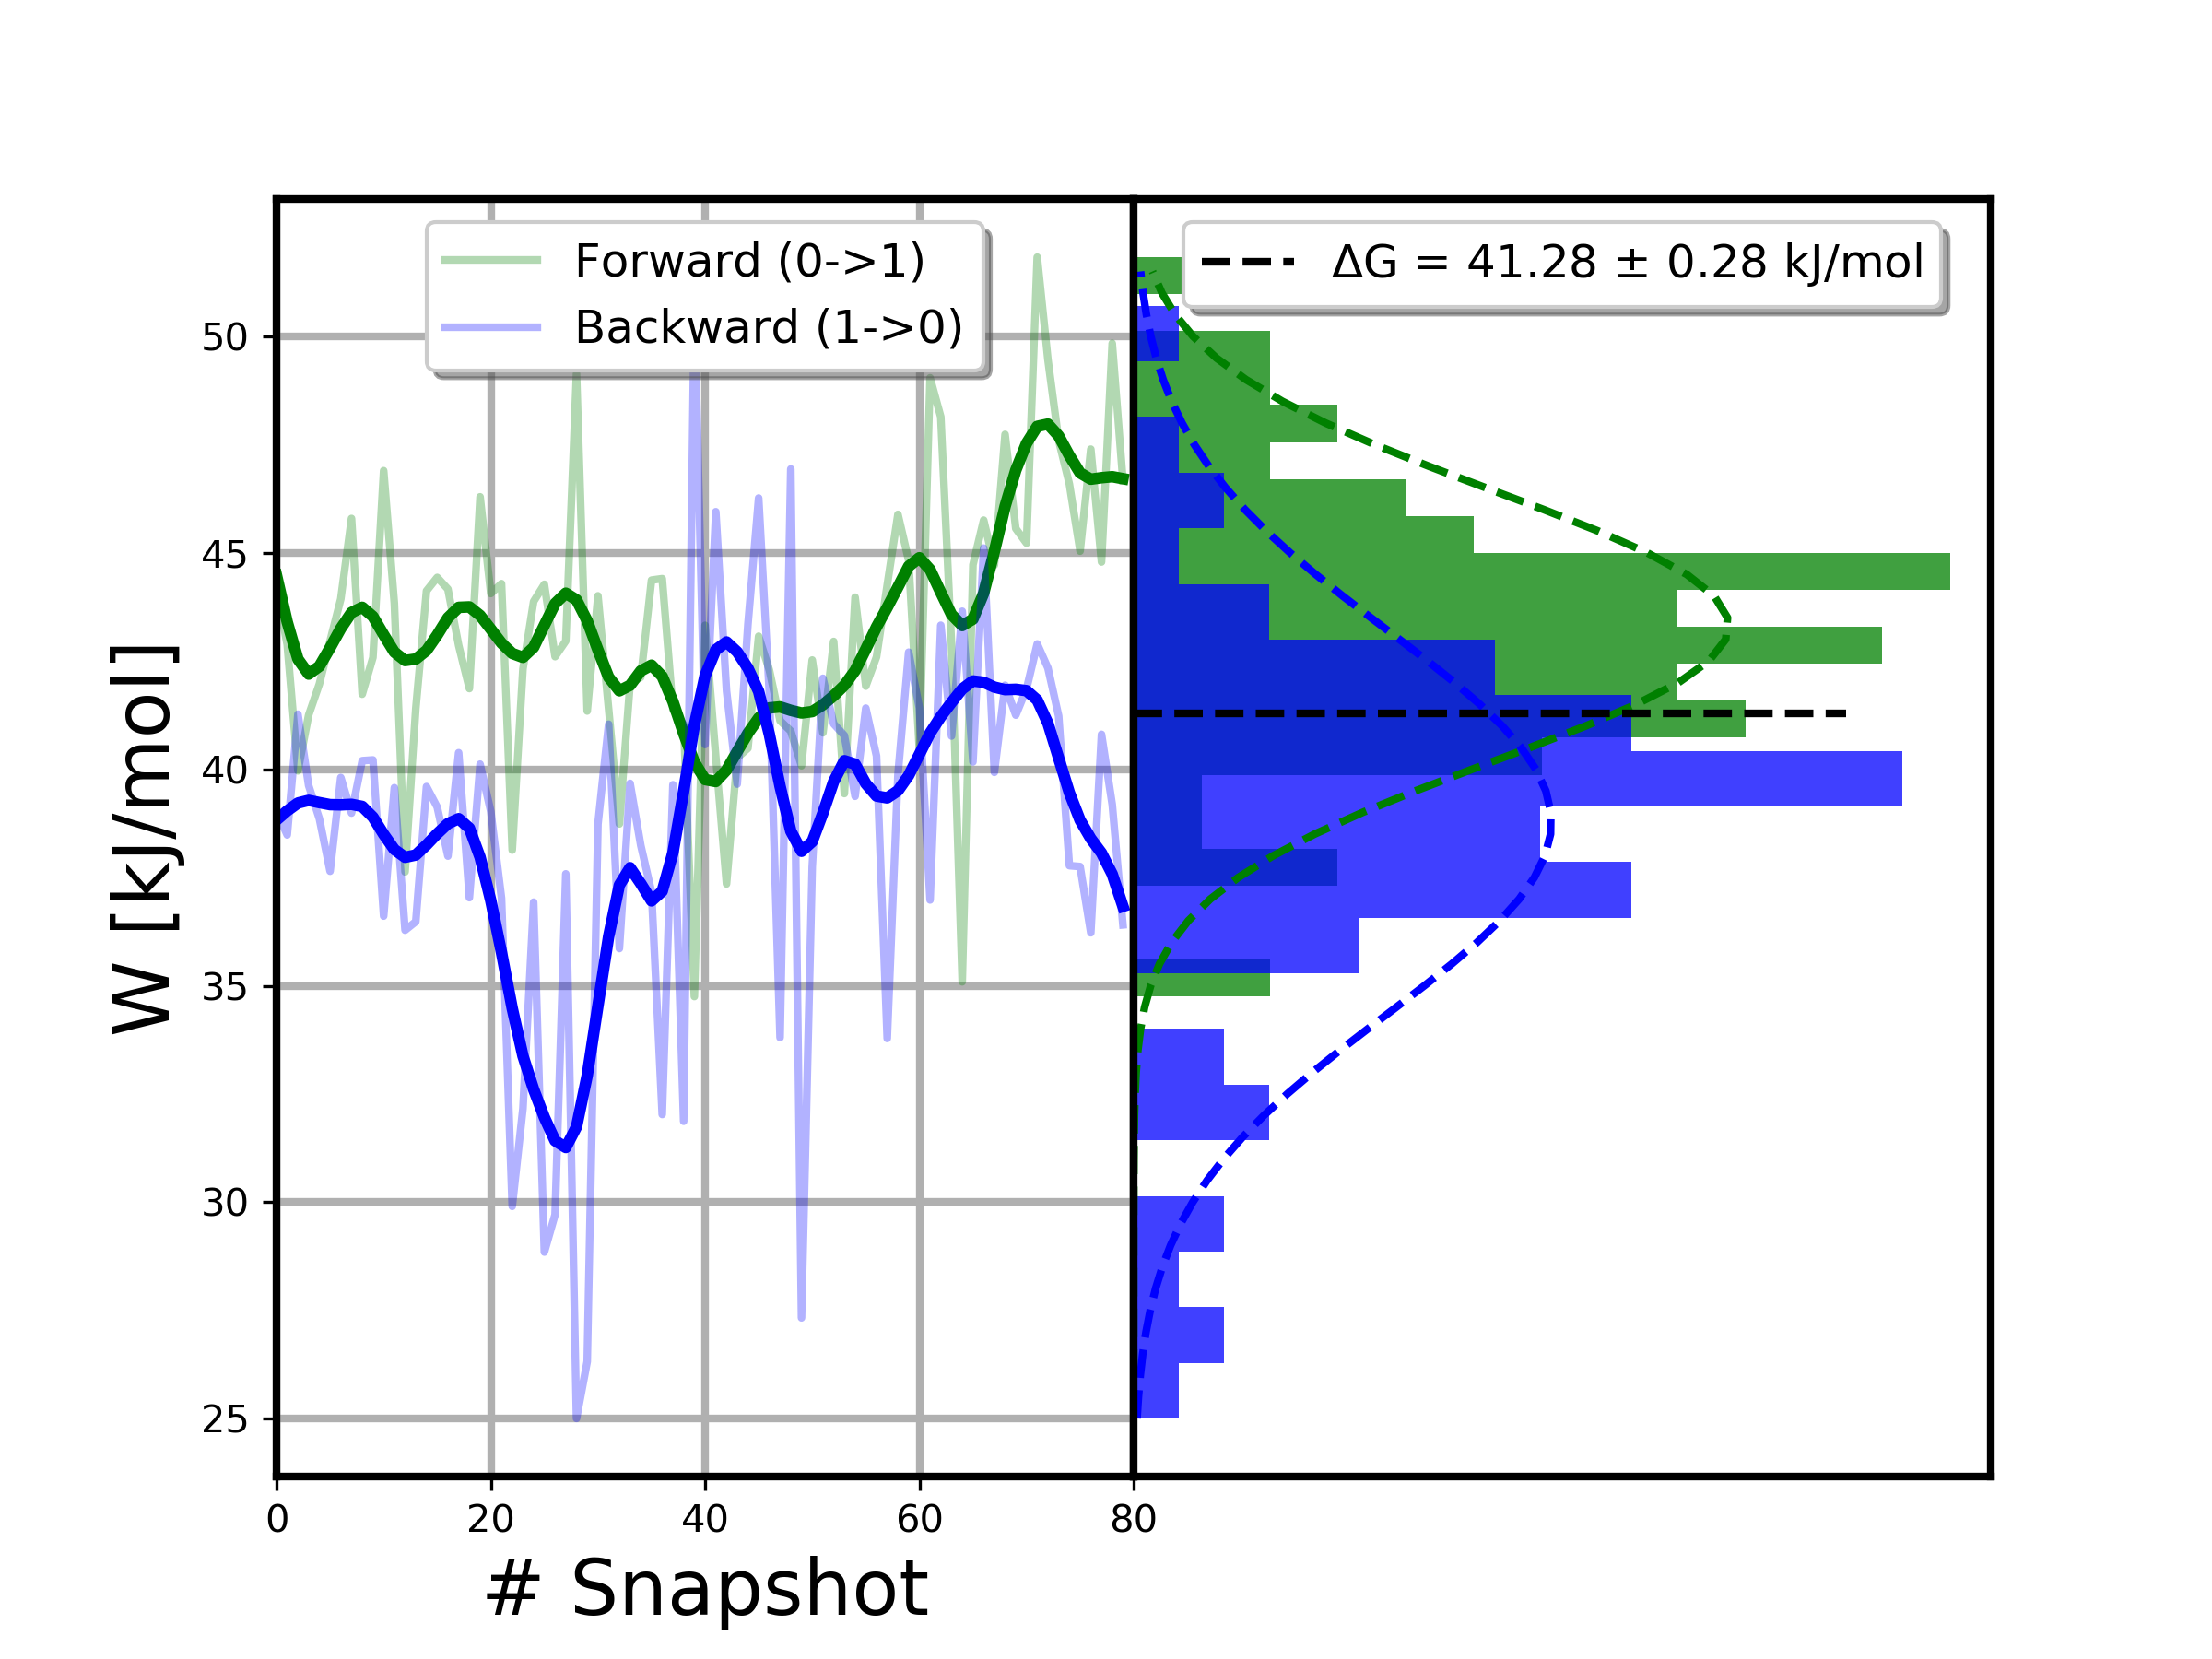 Forward (0->1)
Backward (1->0)
ΔG = 41.28 ± 0.28 kJ/mol
W [kJ/mol]
50
45
40
35
30
25
0 20 40 60 80
# Snapshot